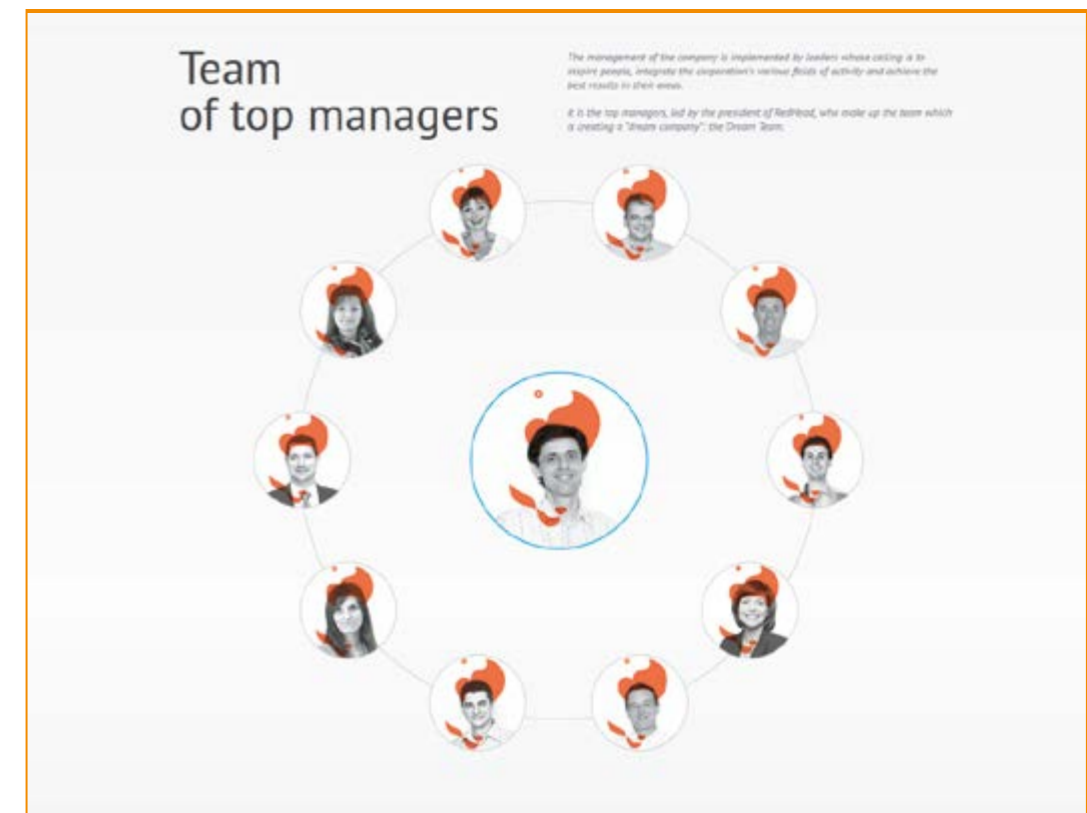 Team
of top managers
The management of the company is implemented by leaders whose calling is to
inspire people, integrate the corporation's various fields of activity and achieve the
best results in their areas.
It is the top managers, led by the president of RedHead, who make up the team which
is creating a "dream company": the Dream Team.